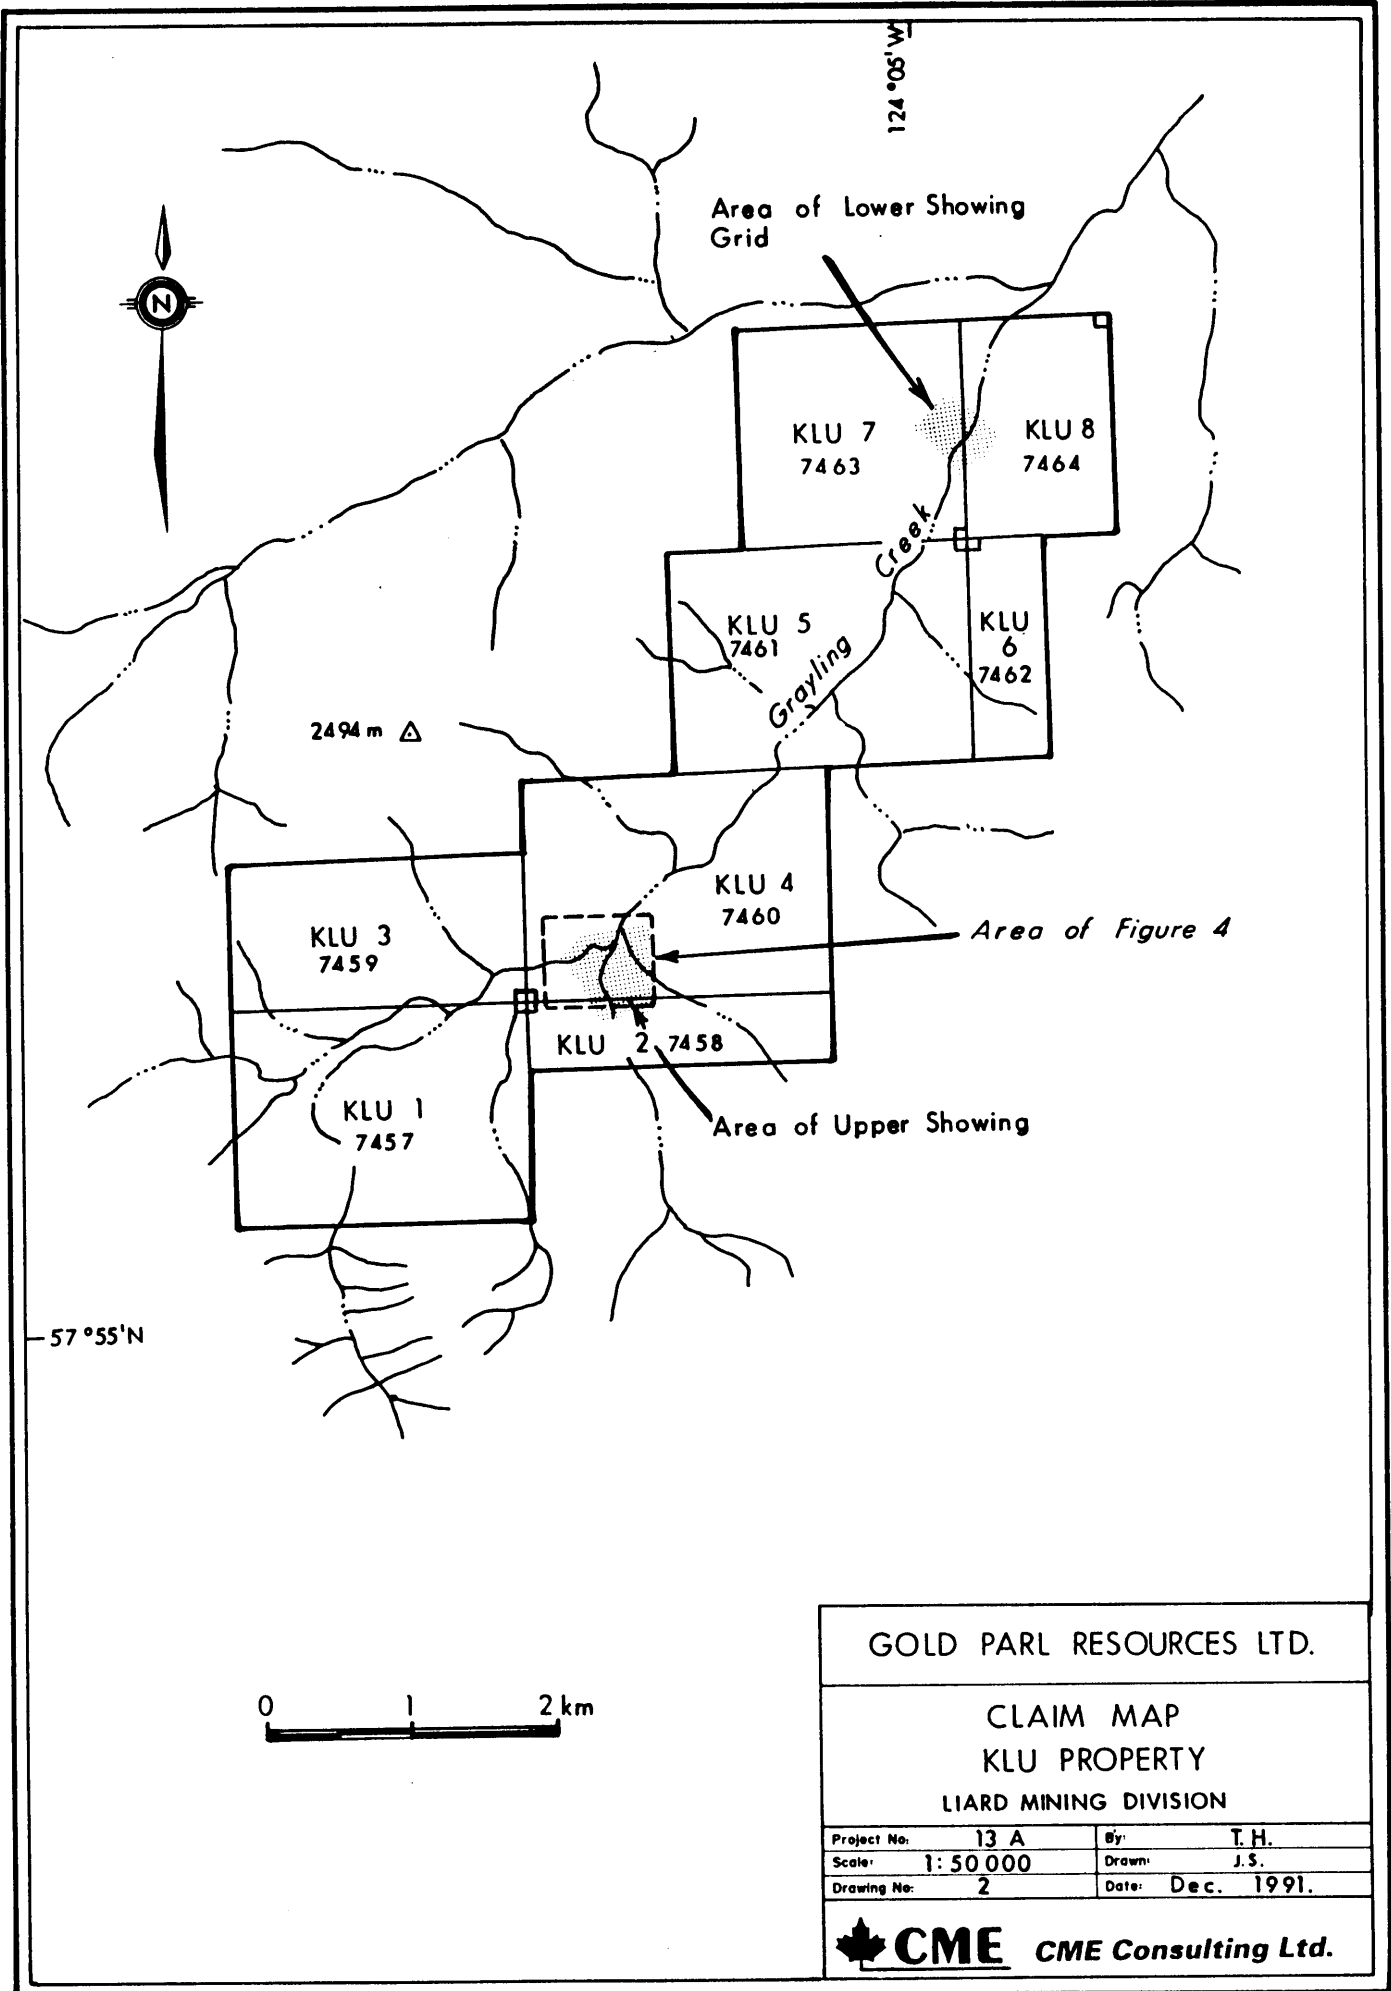 124°05'W
Area of Lower Showing
Grid
N
KLU 7
7463
KLU 8
7464
Grayling Creek
KLU 5
7461
KLU
6
7462
2494 m
KLU 4
7460
KLU 3
7459
Area of Figure 4
KLU 2 7458
KLU 1
7457
Area of Upper Showing
57°55'N
0 1 2 km
GOLD PARL RESOURCES LTD.
CLAIM MAP
KLU PROPERTY
LIARD MINING DIVISION
Project No: 13 A By: T. H.
Scale: 1:50 000 Drawn: J. S.
Drawing No: 2 Date: Dec. 1991.
CME CME Consulting Ltd.